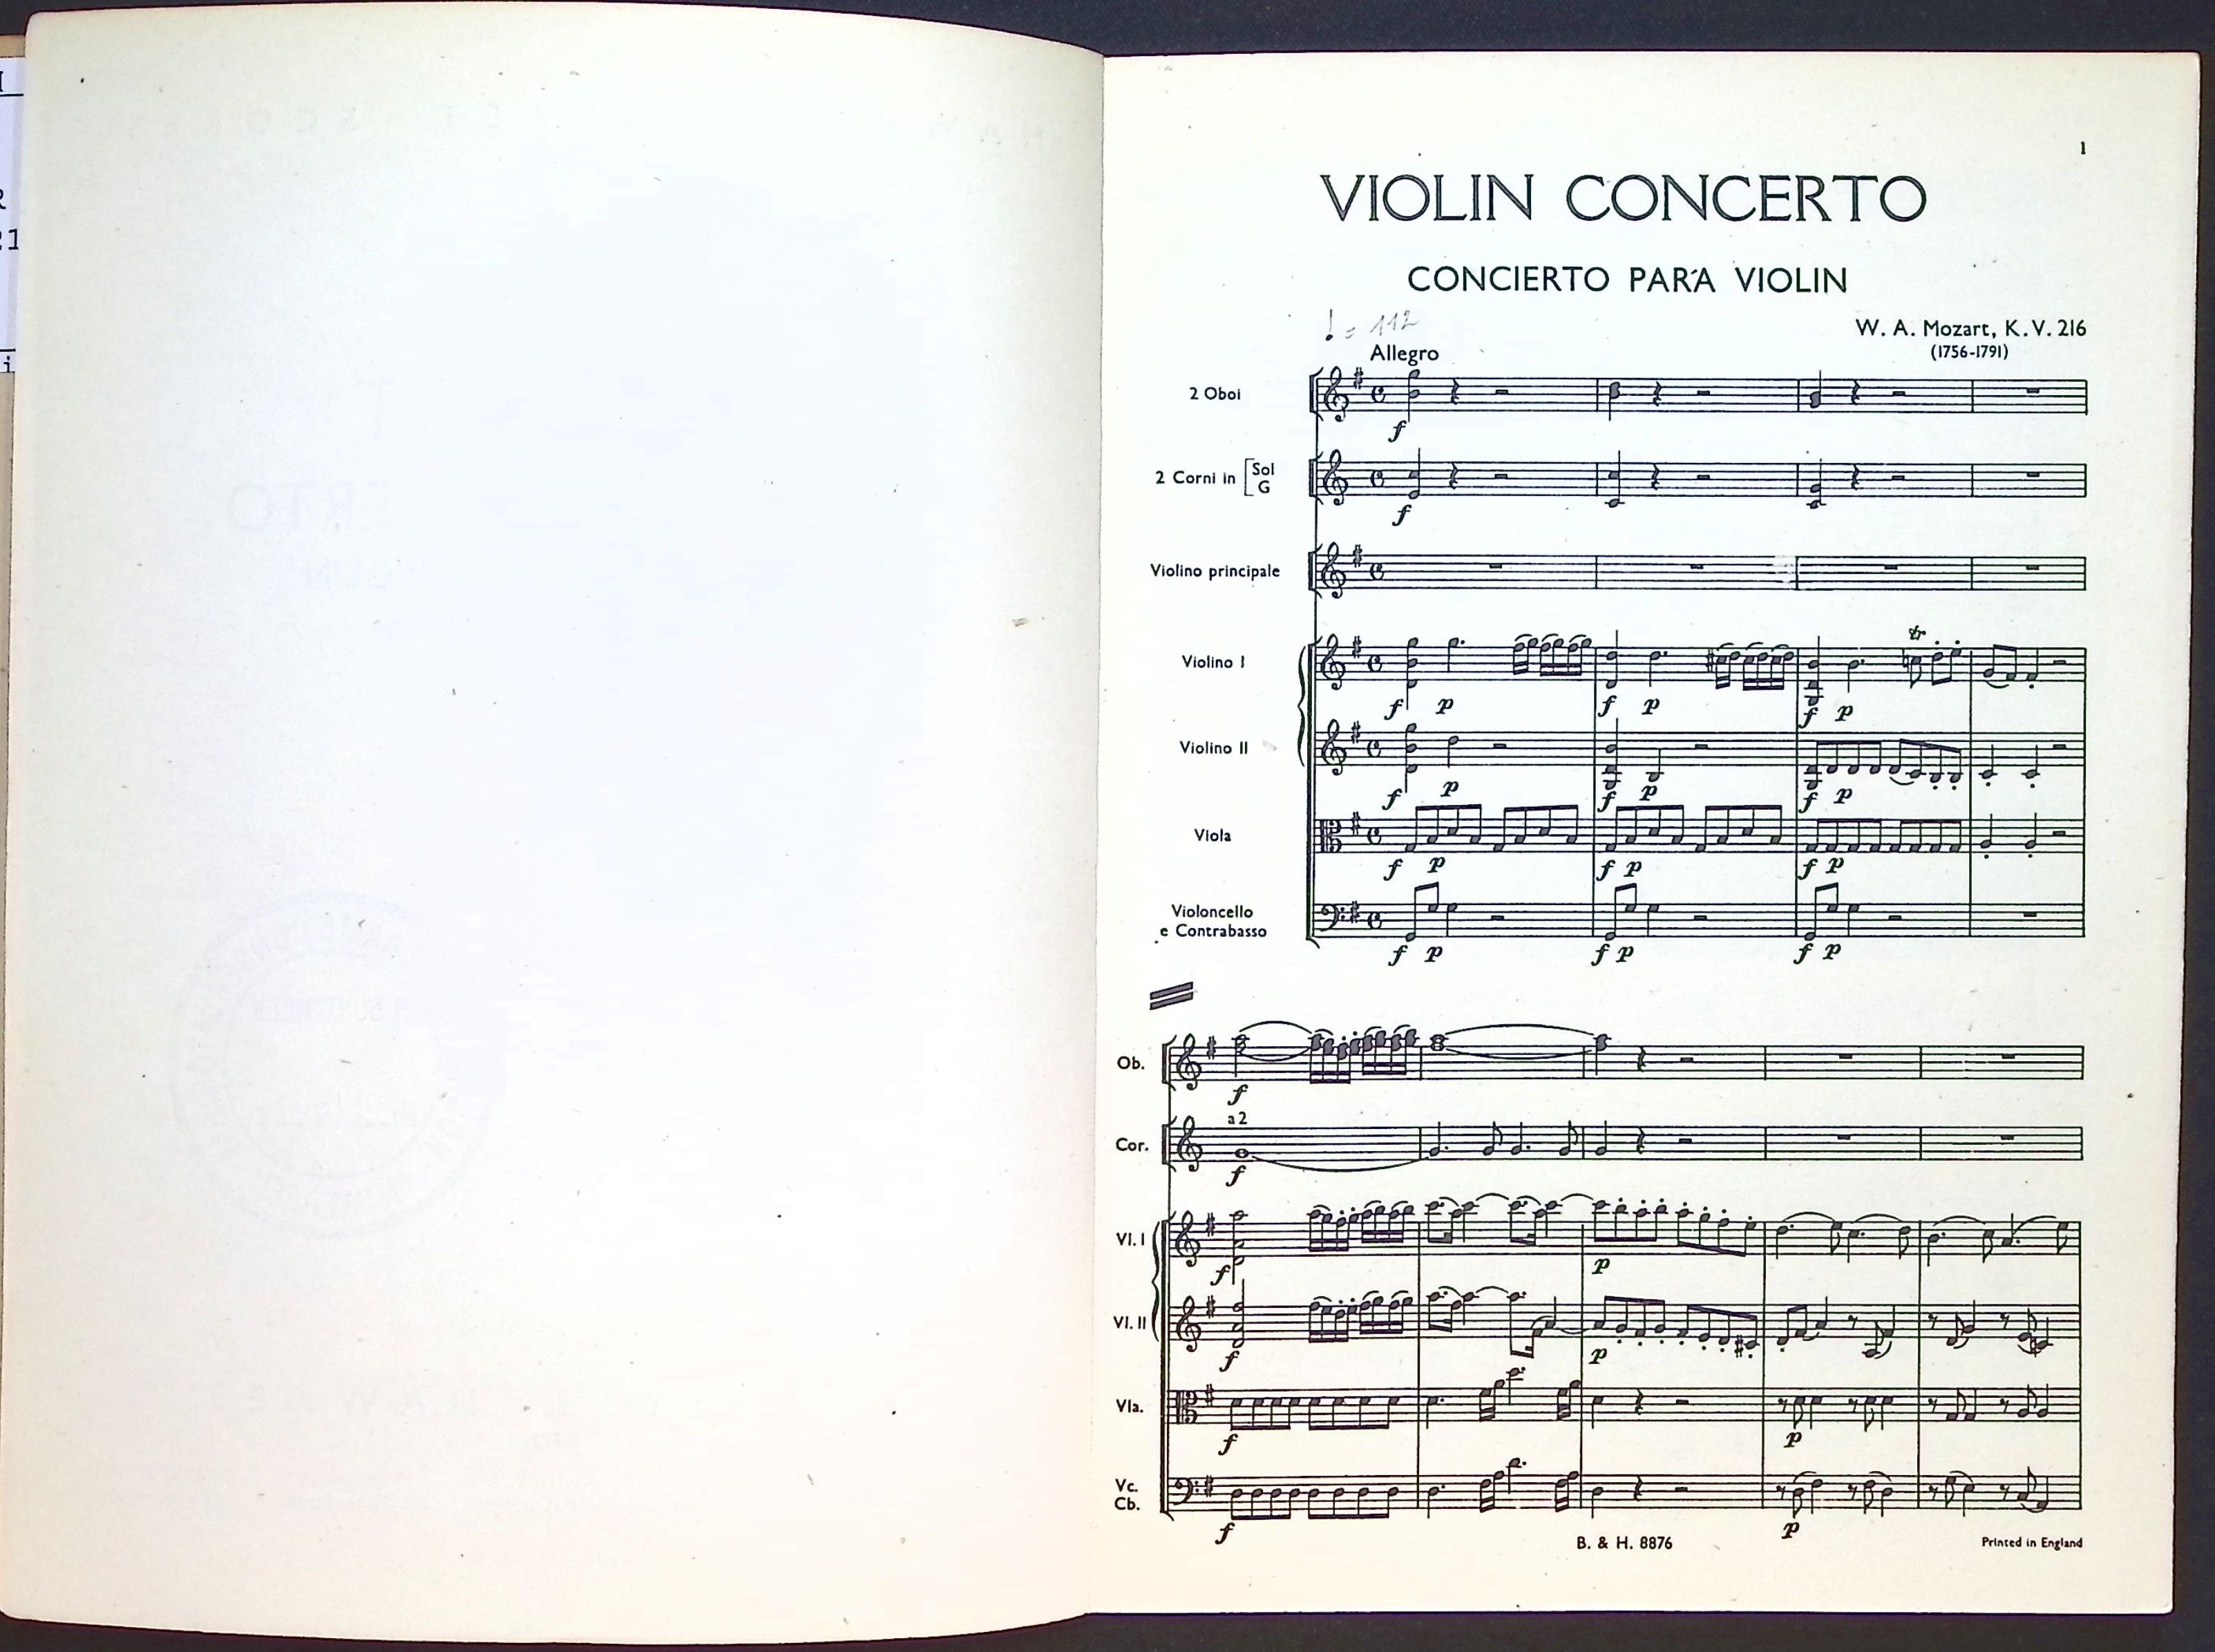 1
VIOLIN CONCERTO
CONCIERTO PARA VIOLIN
= 112
W. A. Mozart, K. V. 216
(1756-1791)
Allegro
2 Oboi
f
2 Corni in [Sol
G
f
Violino principale
tr
Violino I
f p f p f p
Violino II
f p f p f p
Viola
f p f p f p
Violoncello
e Contrabasso
f p f p f p
Ob.
f
a2
Cor.
f
Vl. I
f p
Vl. II
f p
Vla.
f p
Vc.
Cb.
f p
B. & H. 8876
Printed in England